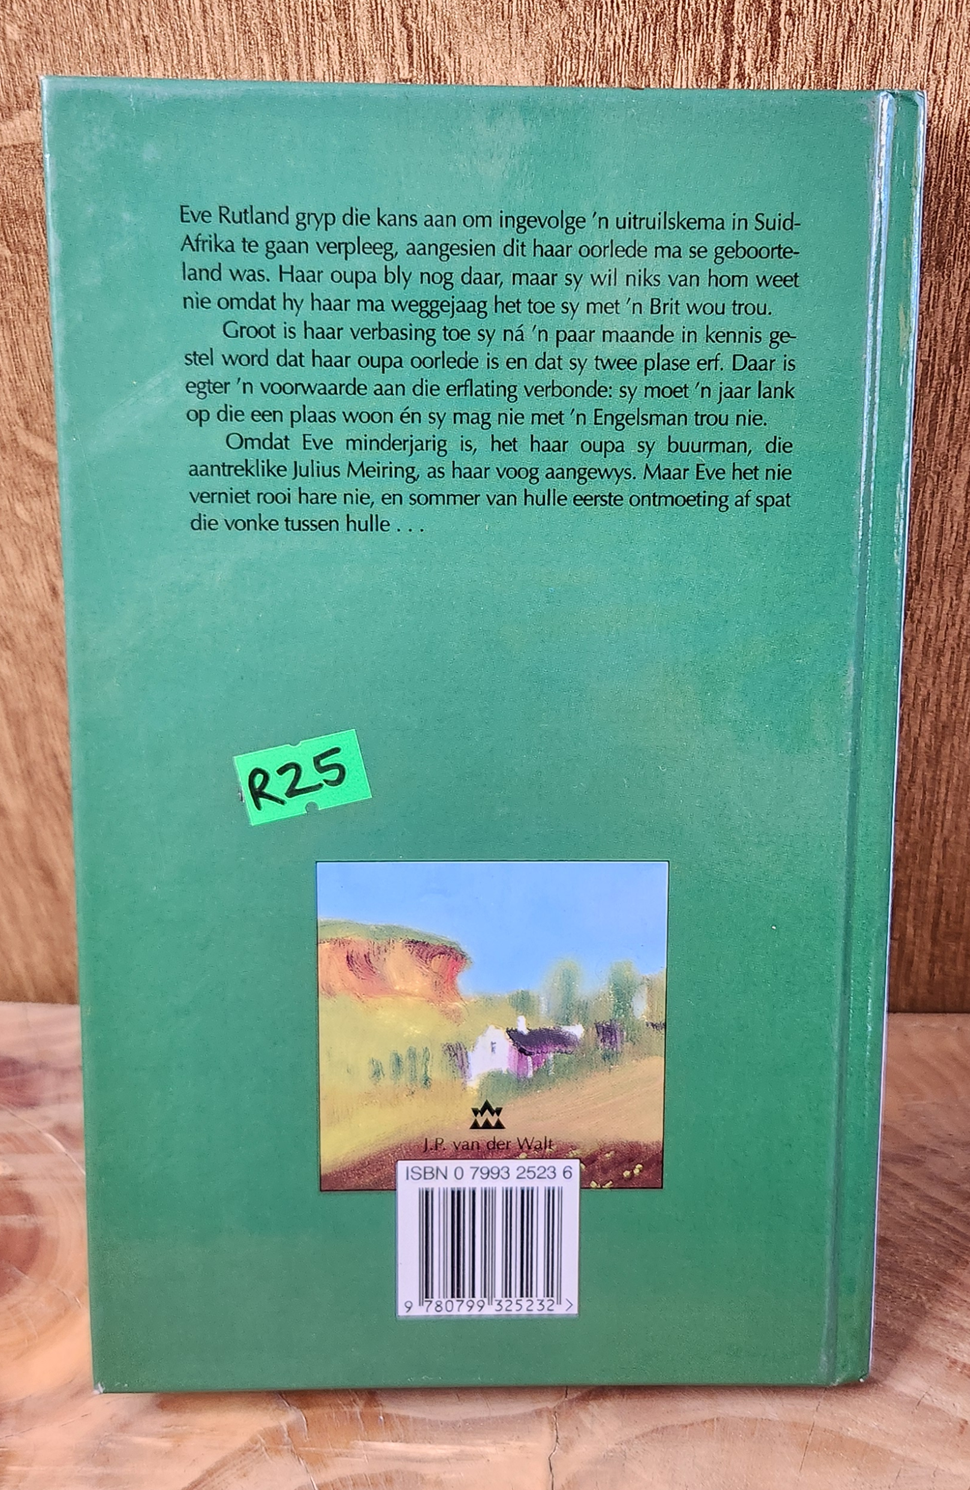 Eve Rutland gryp die kans aan om ingevolge 'n uitruilskema in Suid-
Afrika te gaan verpleeg, aangesien dit haar oorlede ma se geboorte-
land was. Haar oupa bly nog daar, maar sy wil niks van hom weet
nie omdat hy haar ma weggejaag het toe sy met 'n Brit wou trou.
Groot is haar verbasing toe sy ná 'n paar maande in kennis ge-
stel word dat haar oupa oorlede is en dat sy twee plase erf. Daar is
egter 'n voorwaarde aan die erflating verbonde: sy moet 'n jaar lank
op die een plaas woon én sy mag nie met 'n Engelsman trou nie.
Omdat Eve minderjarig is, het haar oupa sy buurman, die
aantreklike Julius Meiring, as haar voog aangewys. Maar Eve het nie
verniet rooi hare nie, en sommer van hulle eerste ontmoeting af spat
die vonke tussen hulle . . .
R25
J.P. van der Walt
ISBN 0 7993 2523 6
9 780799 325232 >